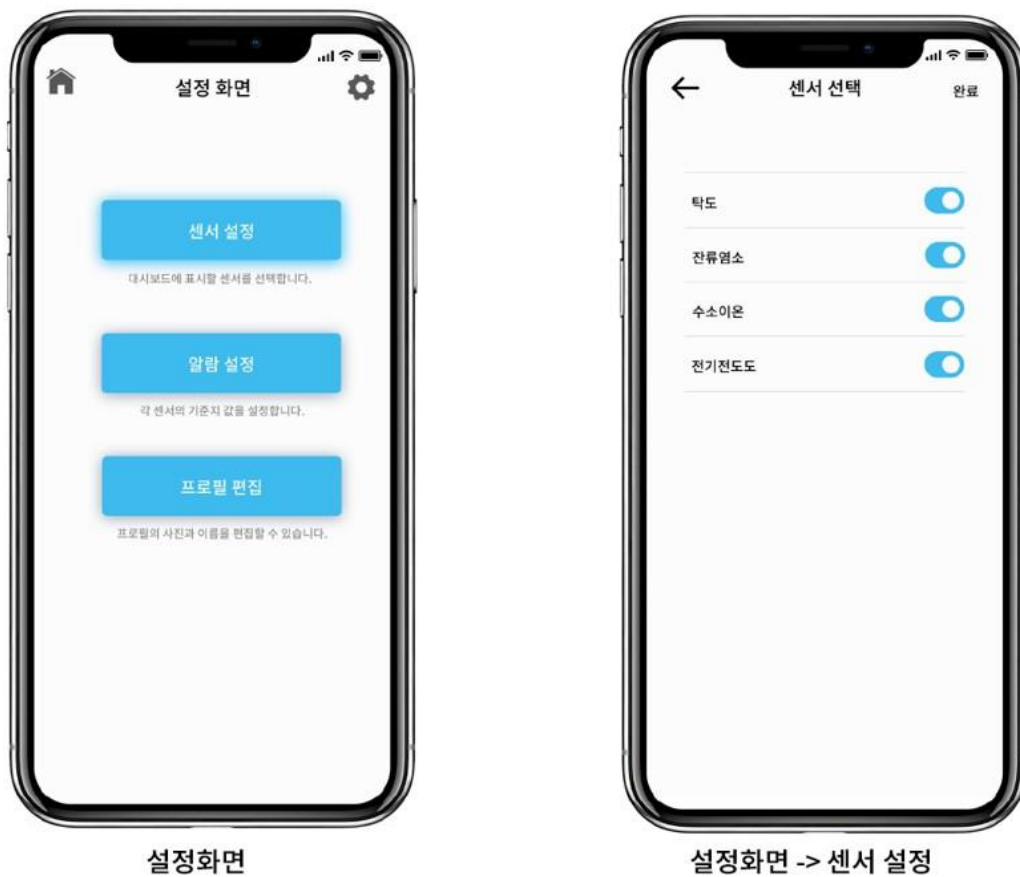 설정 화면
센서 설정
대시보드에 표시할 센서를 선택합니다.
알람 설정
각 센서의 기준지 값을 설정합니다.
프로필 편집
프로필의 사진과 이름을 편집할 수 있습니다.
설정화면
센서 선택
완료
탁도
잔류염소
수소이온
전기전도도
설정화면 -> 센서 설정